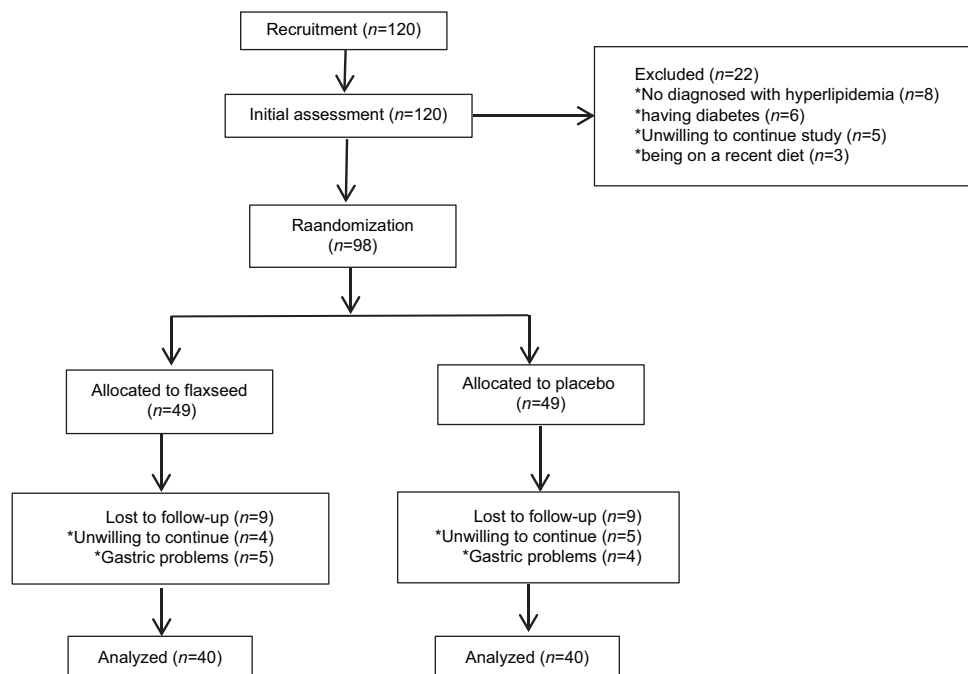 Recruitment (n=120)
Initial assessment (n=120)
Excluded (n=22)
*No diagnosed with hyperlipidemia (n=8)
*having diabetes (n=6)
*Unwilling to continue study (n=5)
*being on a recent diet (n=3)
Raandomization
(n=98)
Allocated to flaxseed
(n=49)
Allocated to placebo
(n=49)
Lost to follow-up (n=9)
*Unwilling to continue (n=4)
*Gastric problems (n=5)
Lost to follow-up (n=9)
*Unwilling to continue (n=5)
*Gastric problems (n=4)
Analyzed (n=40)
Analyzed (n=40)